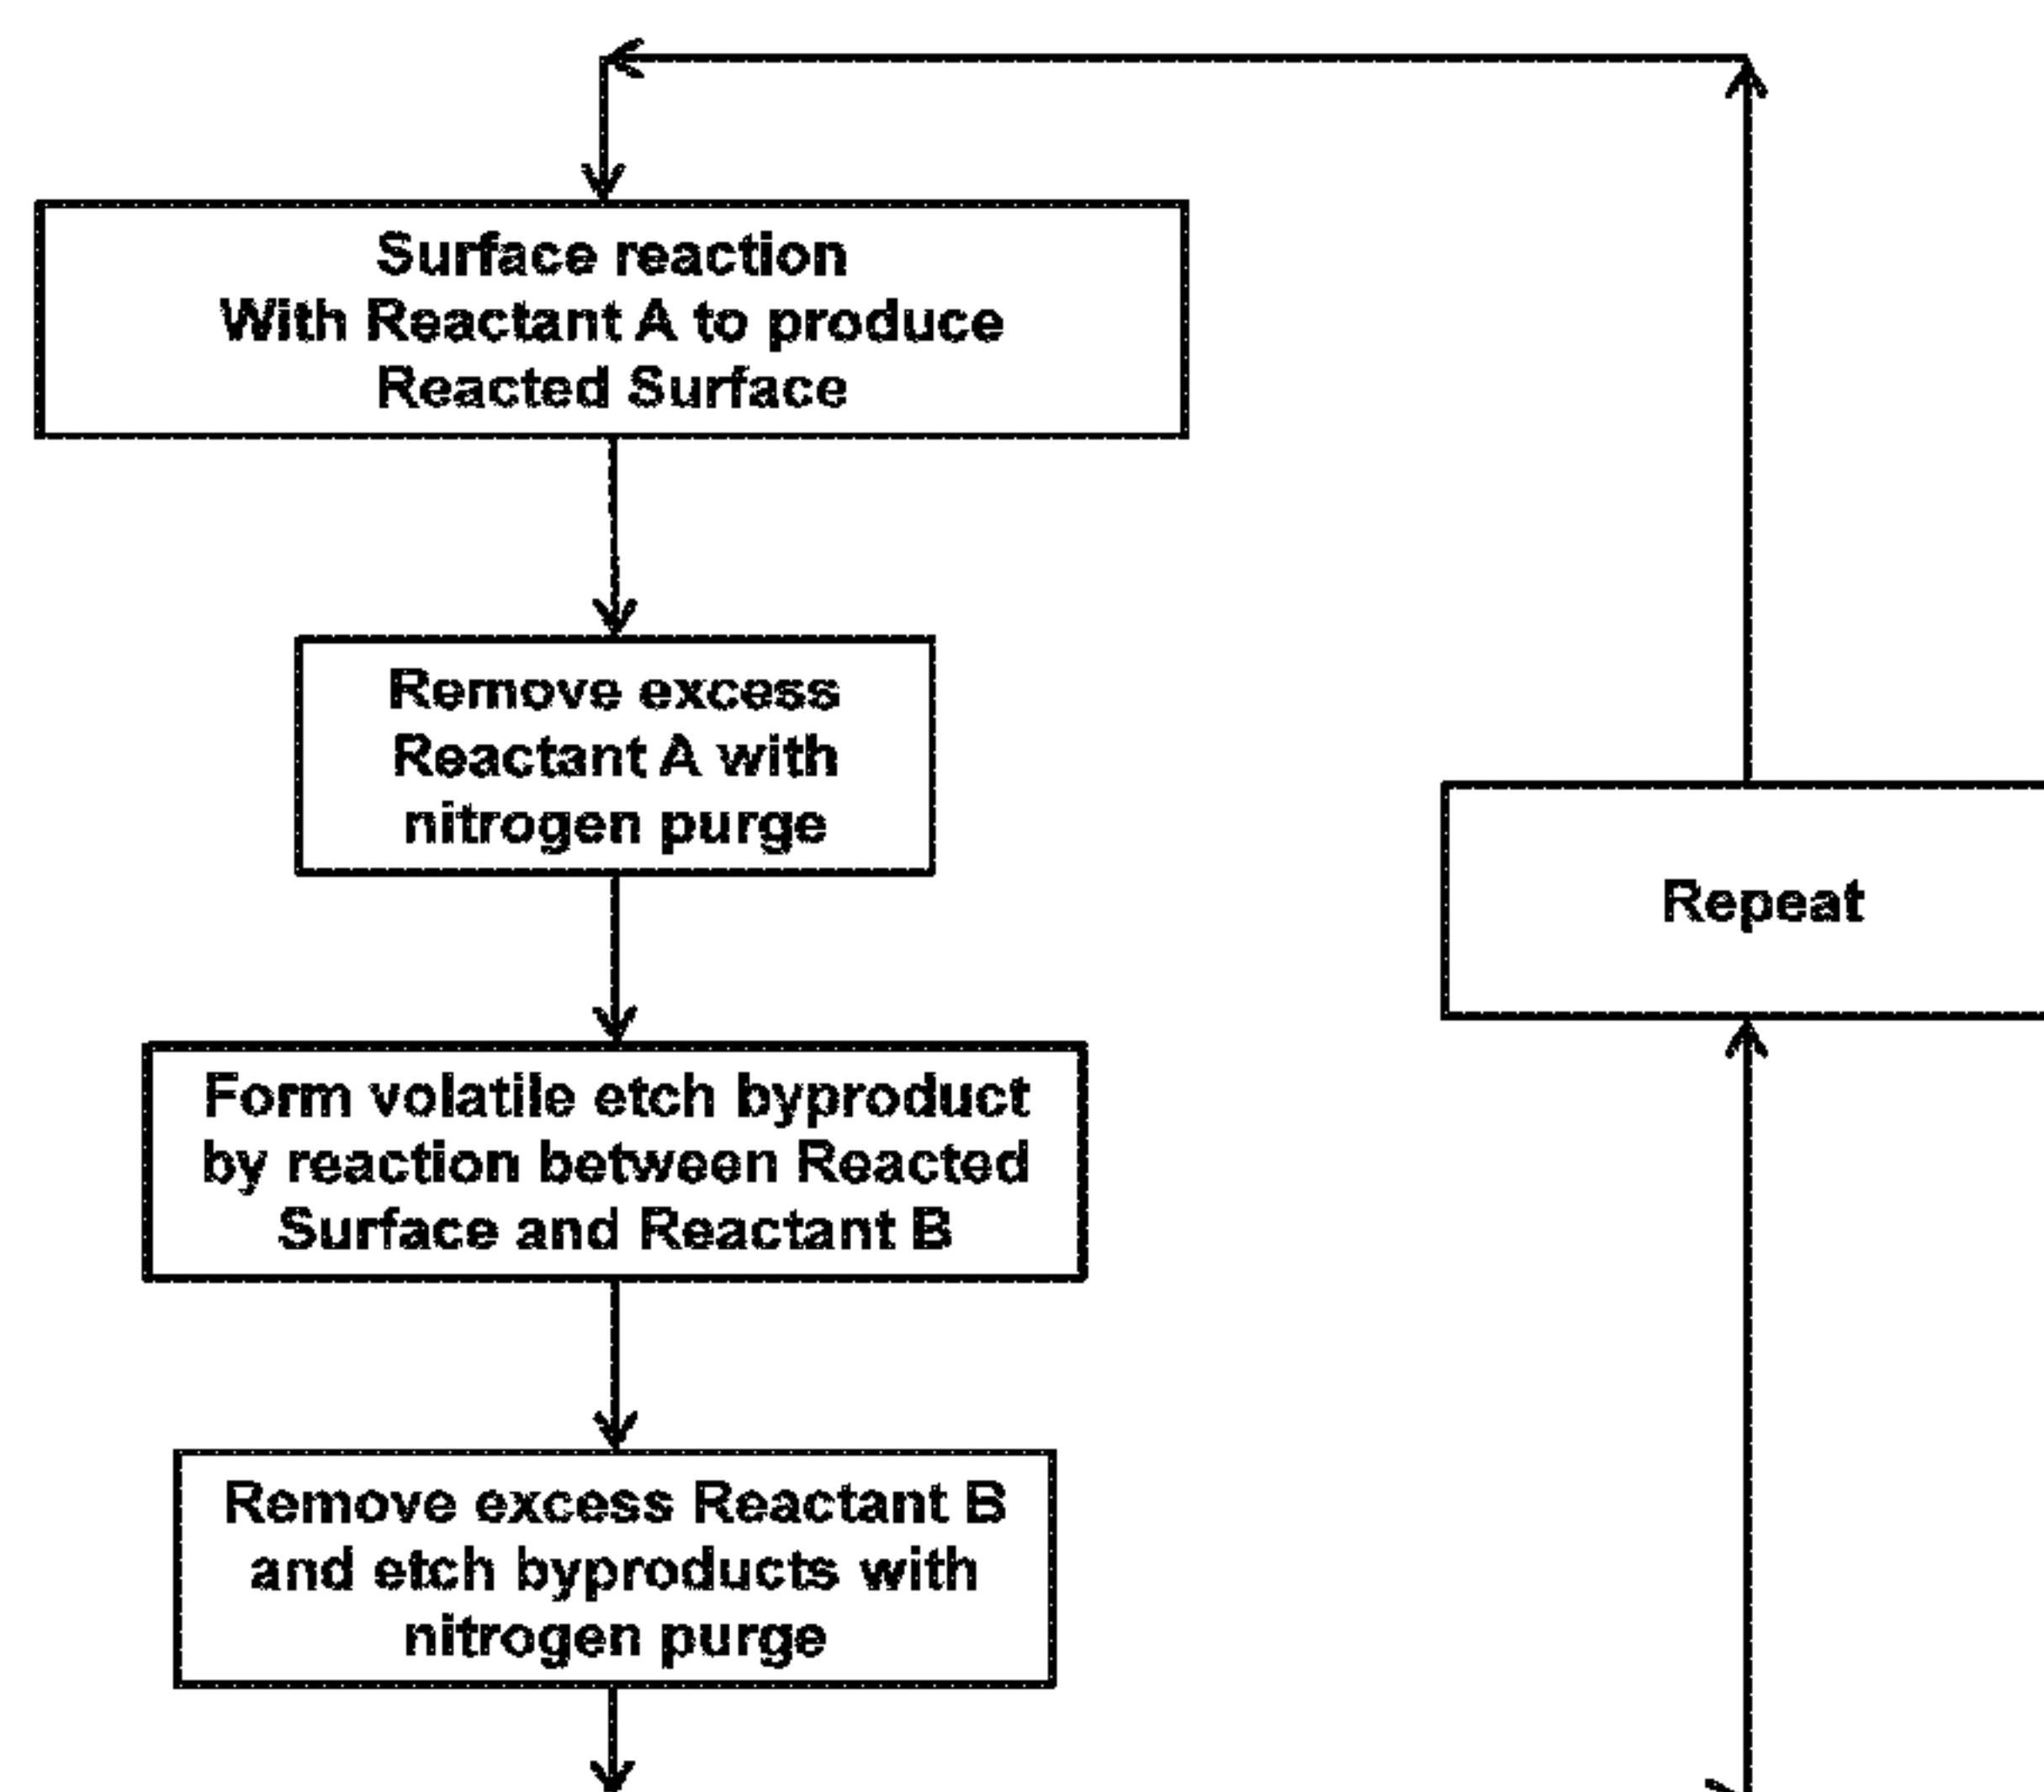 Surface reaction
With Reactant A to produce
Reacted Surface
Remove excess
Reactant A with
nitrogen purge
Repeat
Form volatile etch byproduct
by reaction between Reacted
Surface and Reactant B
Remove excess Reactant B
and etch byproducts with
nitrogen purge